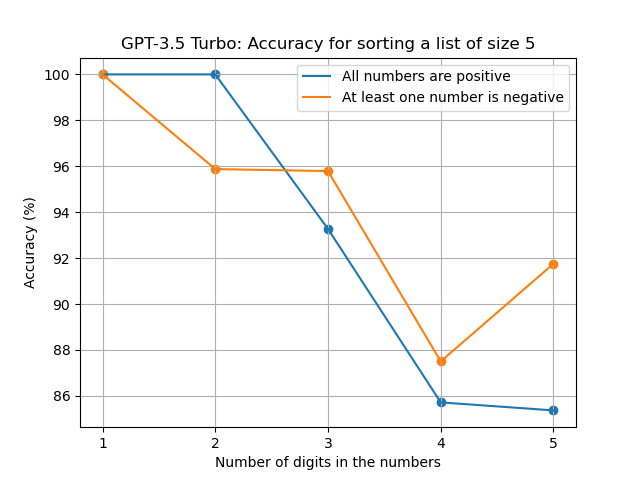 GPT-3.5 Turbo: Accuracy for sorting a list of size 5
All numbers are positive
At least one number is negative
Accuracy (%)
100
98
96
94
92
90
88
86
1 2 3 4 5
Number of digits in the numbers